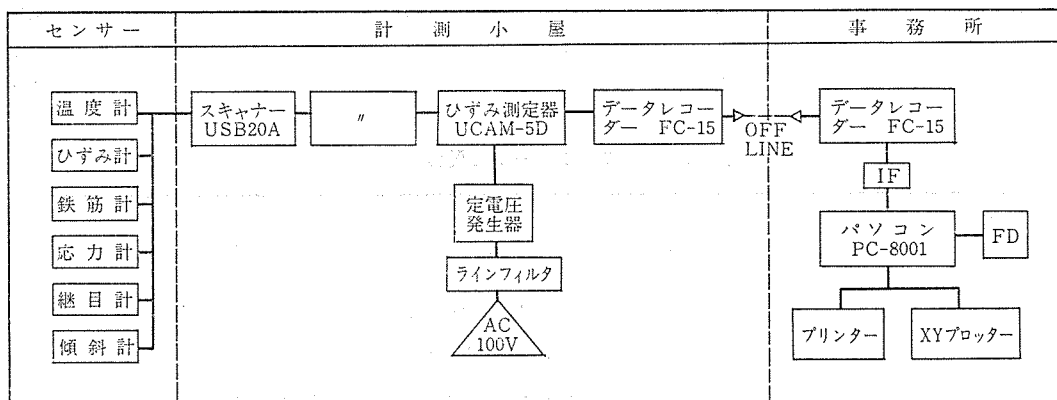 センサー
計測小屋
事務所
温度計
ひずみ計
鉄筋計
応力計
継目計
傾斜計
スキャナー
USB20A
〃
ひずみ測定器
UCAM-5D
定電圧
発生器
ラインフィルタ
AC
100V
データレコー
ダー FC-15
OFF
LINE
データレコー
ダー FC-15
IF
パソコン
PC-8001
FD
プリンター
XYプロッター